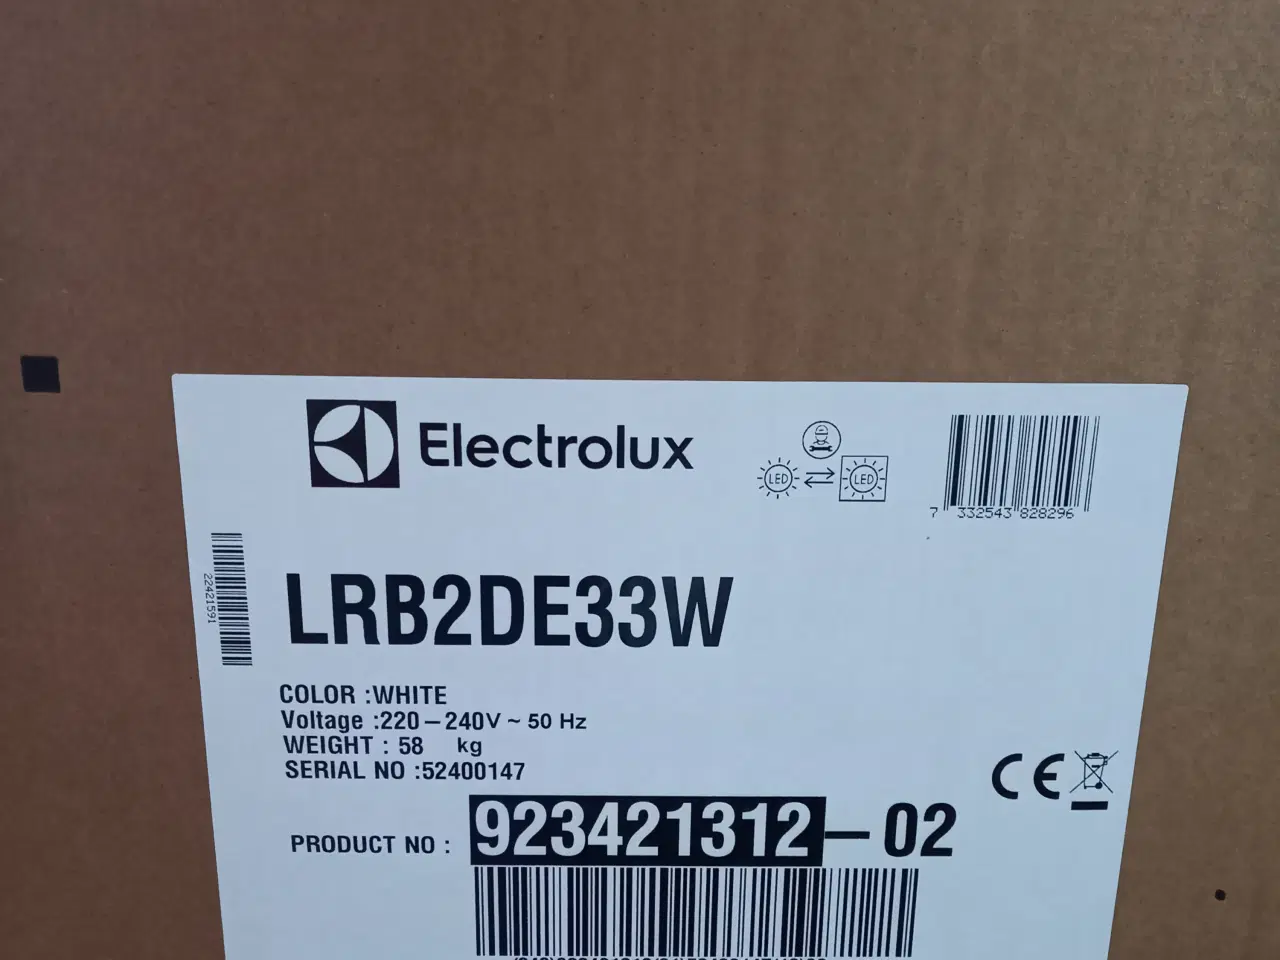 Electrolux
LED LED
7 332543 828296
22421591
LRB2DE33W
COLOR :WHITE
Voltage :220–240V ~ 50 Hz
WEIGHT : 58 kg
SERIAL NO :52400147
CE
PRODUCT NO : 923421312–02